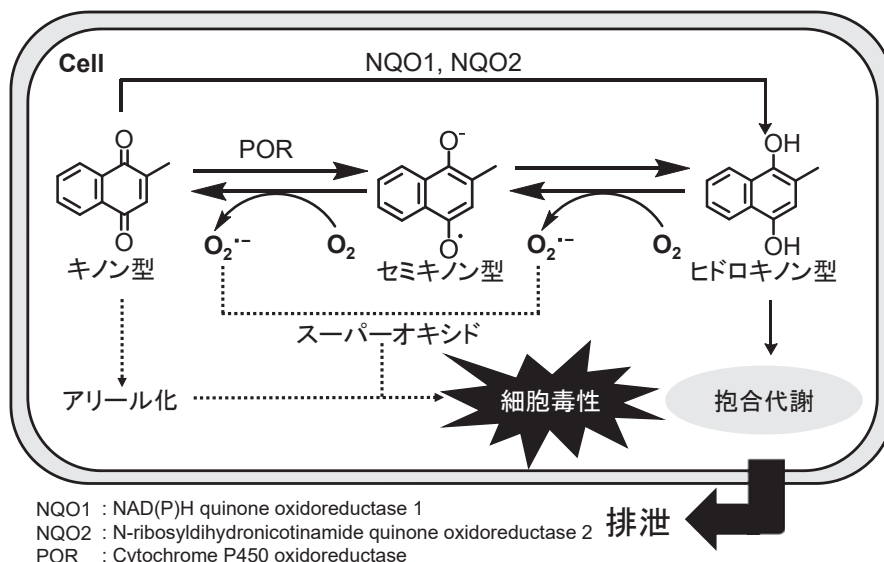 Cell
NQO1, NQO2
O
O
POR
O⁻
O•
OH
OH
O₂•⁻
O₂
O₂•⁻
O₂
キノン型
セミキノン型
ヒドロキノン型
スーパーオキシド
アリール化
細胞毒性
抱合代謝
NQO1 : NAD(P)H quinone oxidoreductase 1
NQO2 : N-ribosyldihydronicotinamide quinone oxidoreductase 2
POR : Cytochrome P450 oxidoreductase
排泄